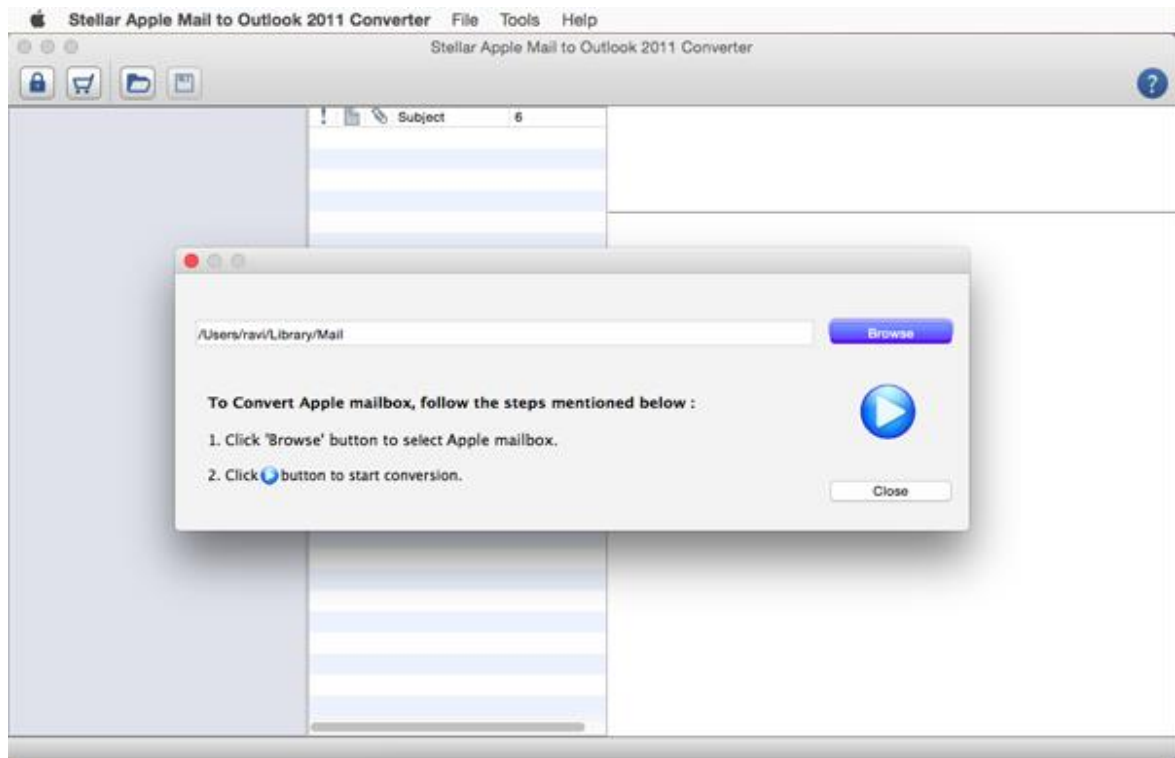 Stellar Apple Mail to Outlook 2011 Converter File Tools Help
Stellar Apple Mail to Outlook 2011 Converter
?
! Subject 6
/Users/ravi/Library/Mail Browse
To Convert Apple mailbox, follow the steps mentioned below :
1. Click 'Browse' button to select Apple mailbox.
2. Click button to start conversion.
Close